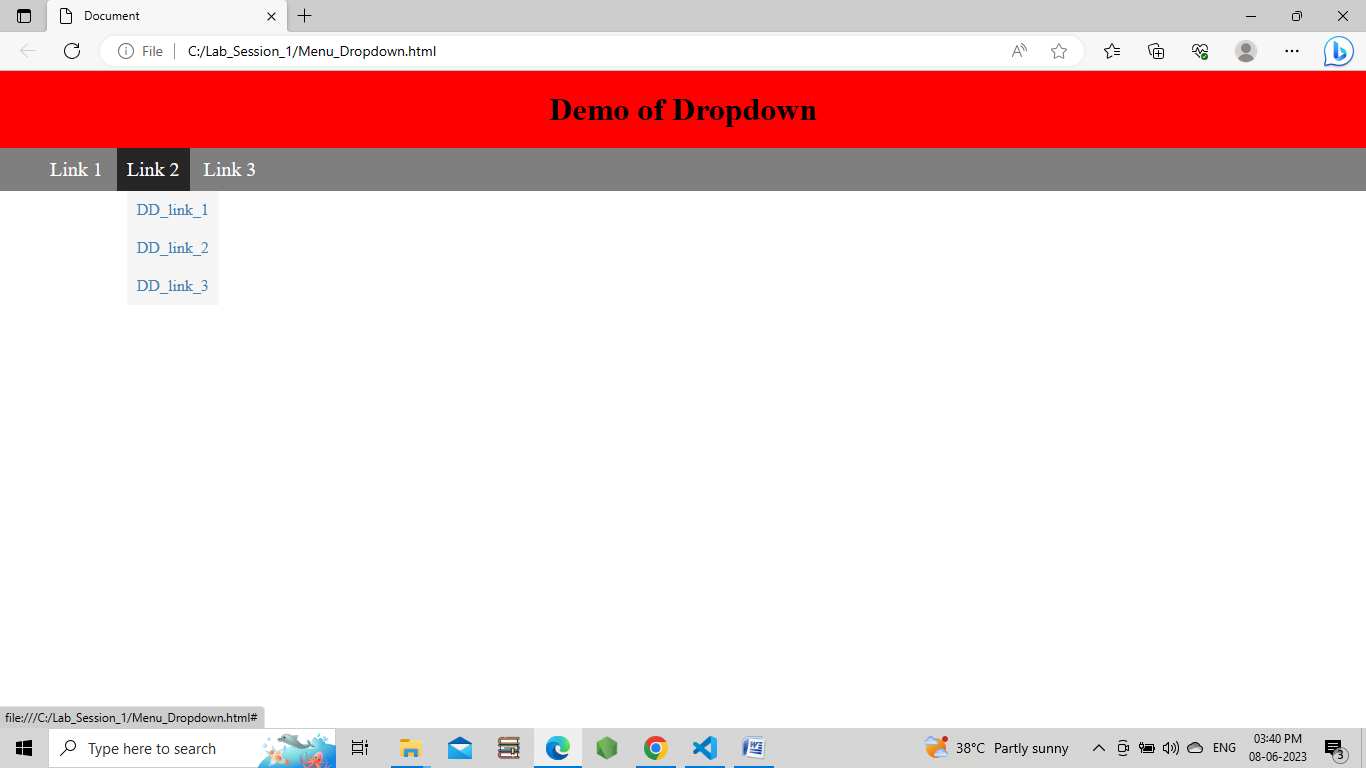 Document
File
C:/Lab_Session_1/Menu_Dropdown.html
Demo of Dropdown
Link 1 Link 2 Link 3
DD_link_1
DD_link_2
DD_link_3
file:///C:/Lab_Session_1/Menu_Dropdown.html#
Type here to search
38°C Partly sunny
ENG
03:40 PM
08-06-2023
3